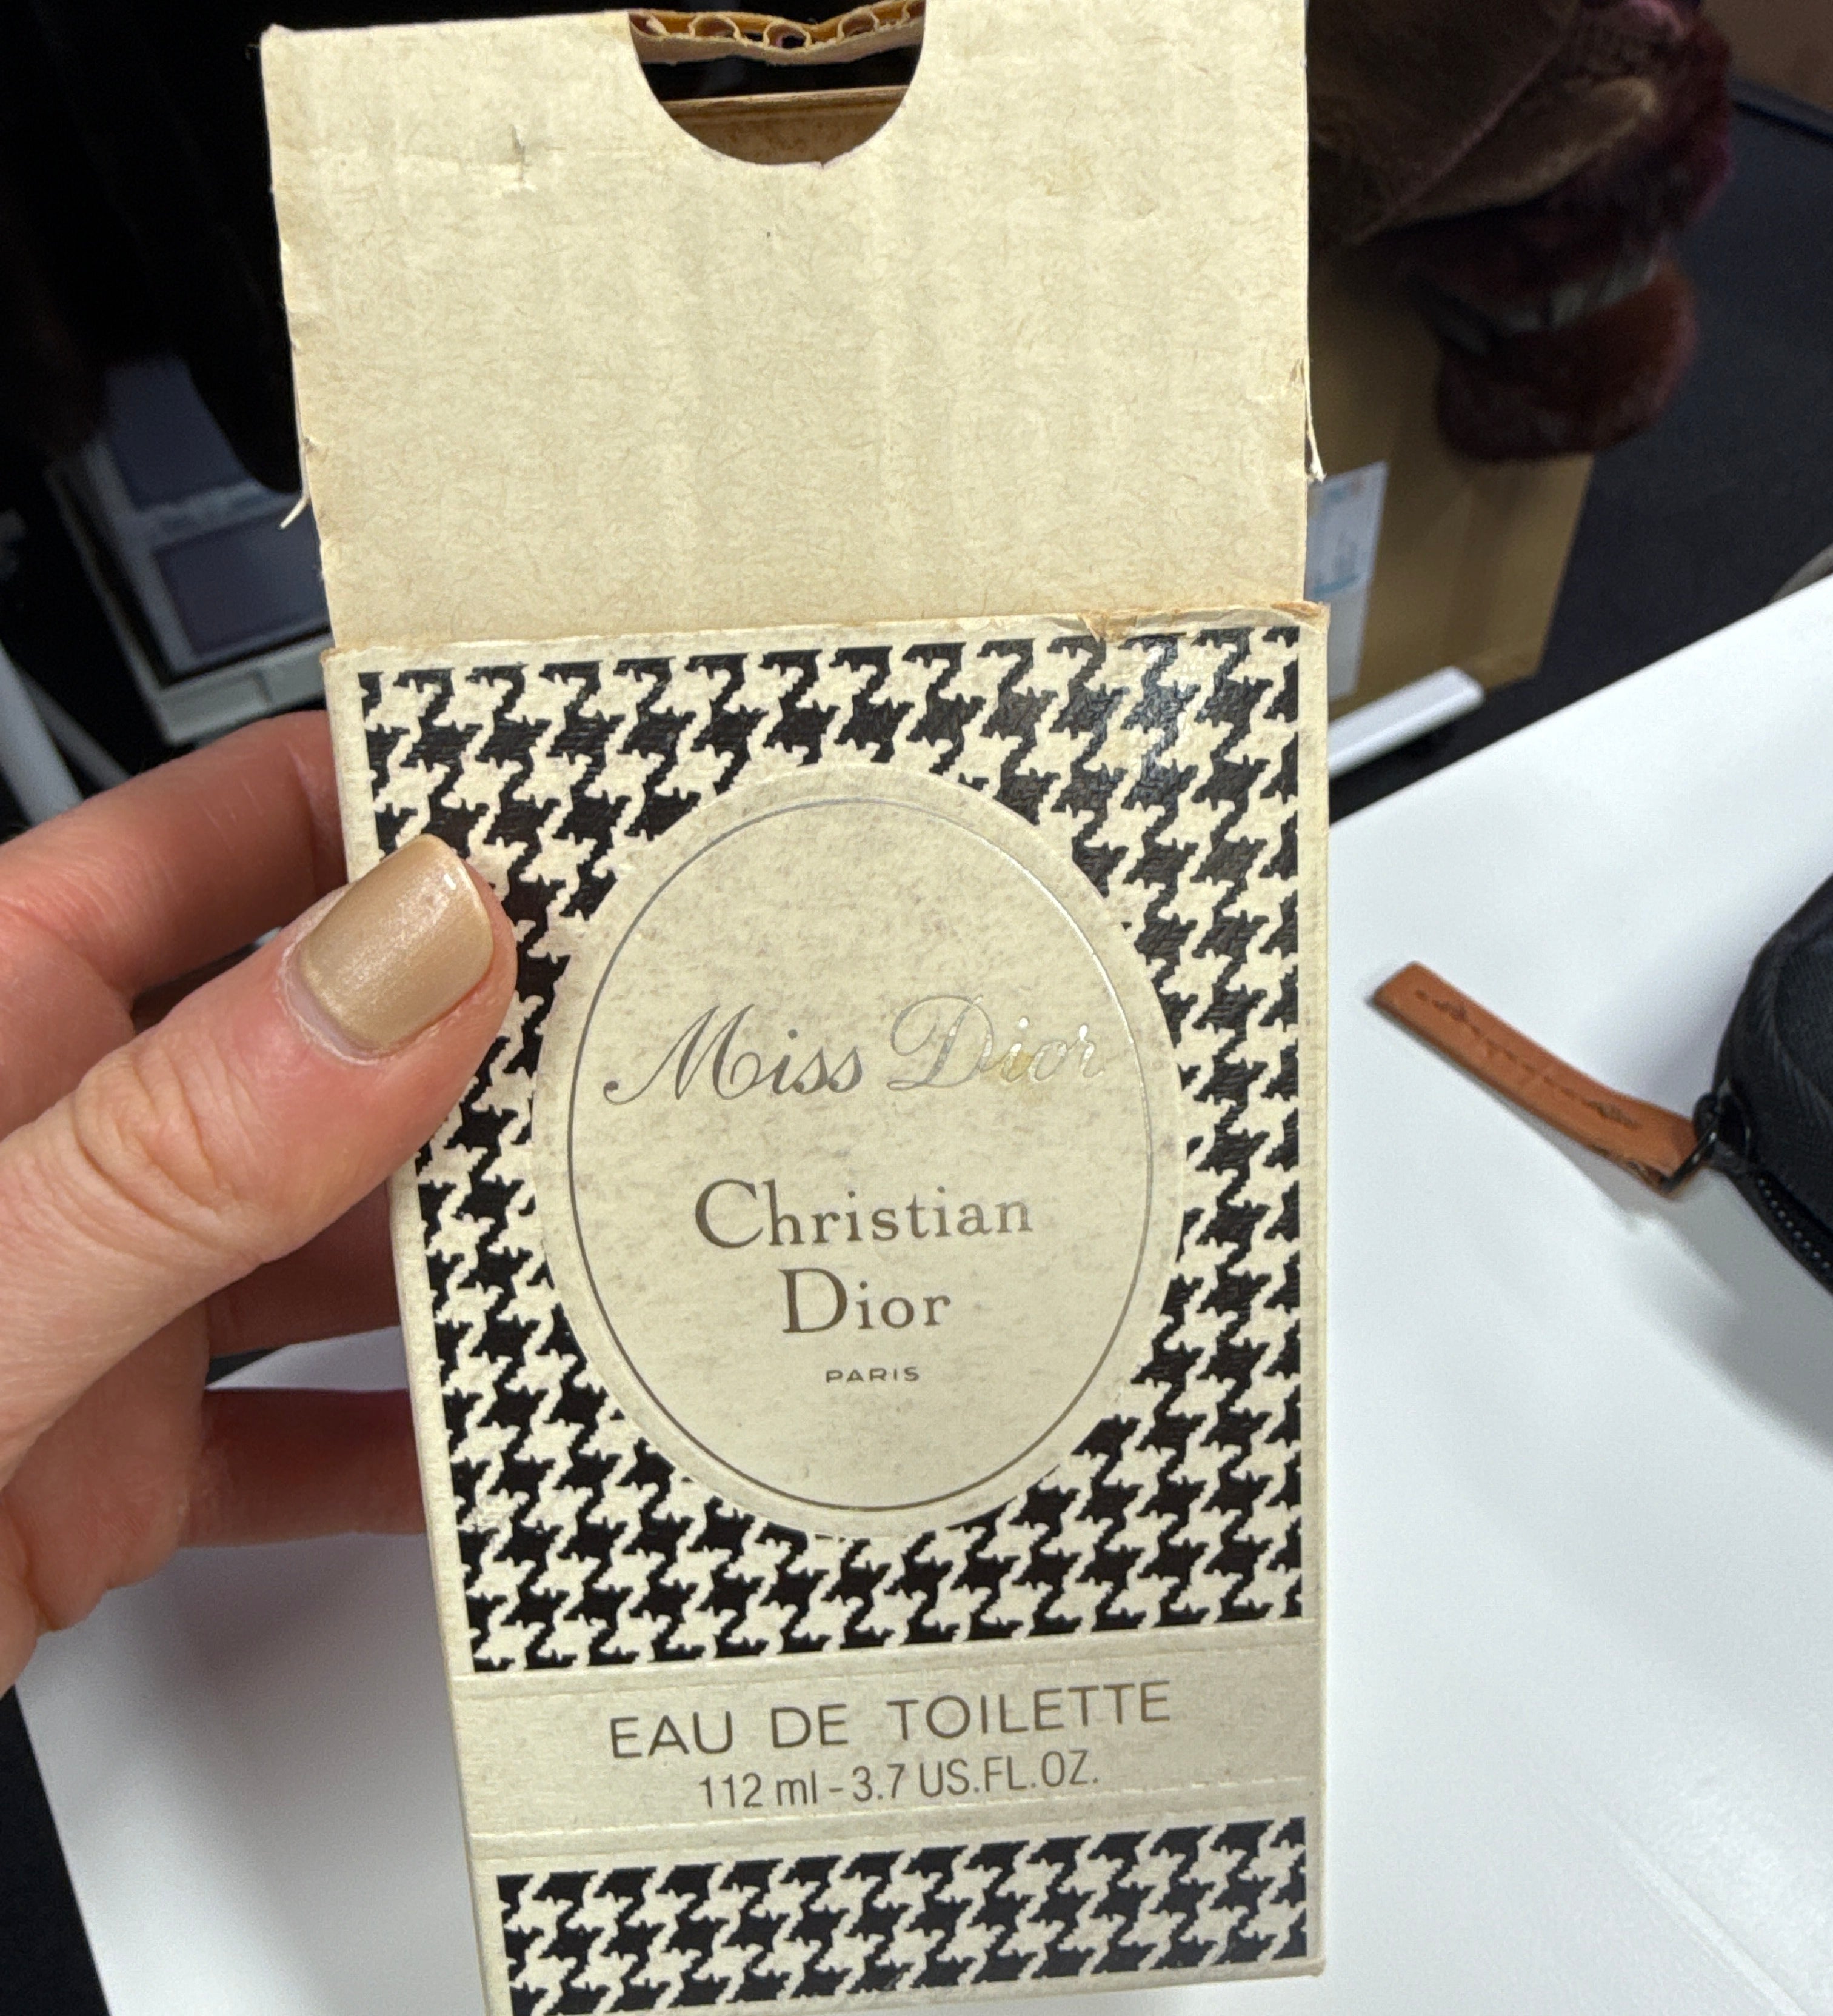 Miss Dior
Christian
Dior
PARIS
EAU DE TOILETTE
112 ml - 3.7 US.FL.OZ.